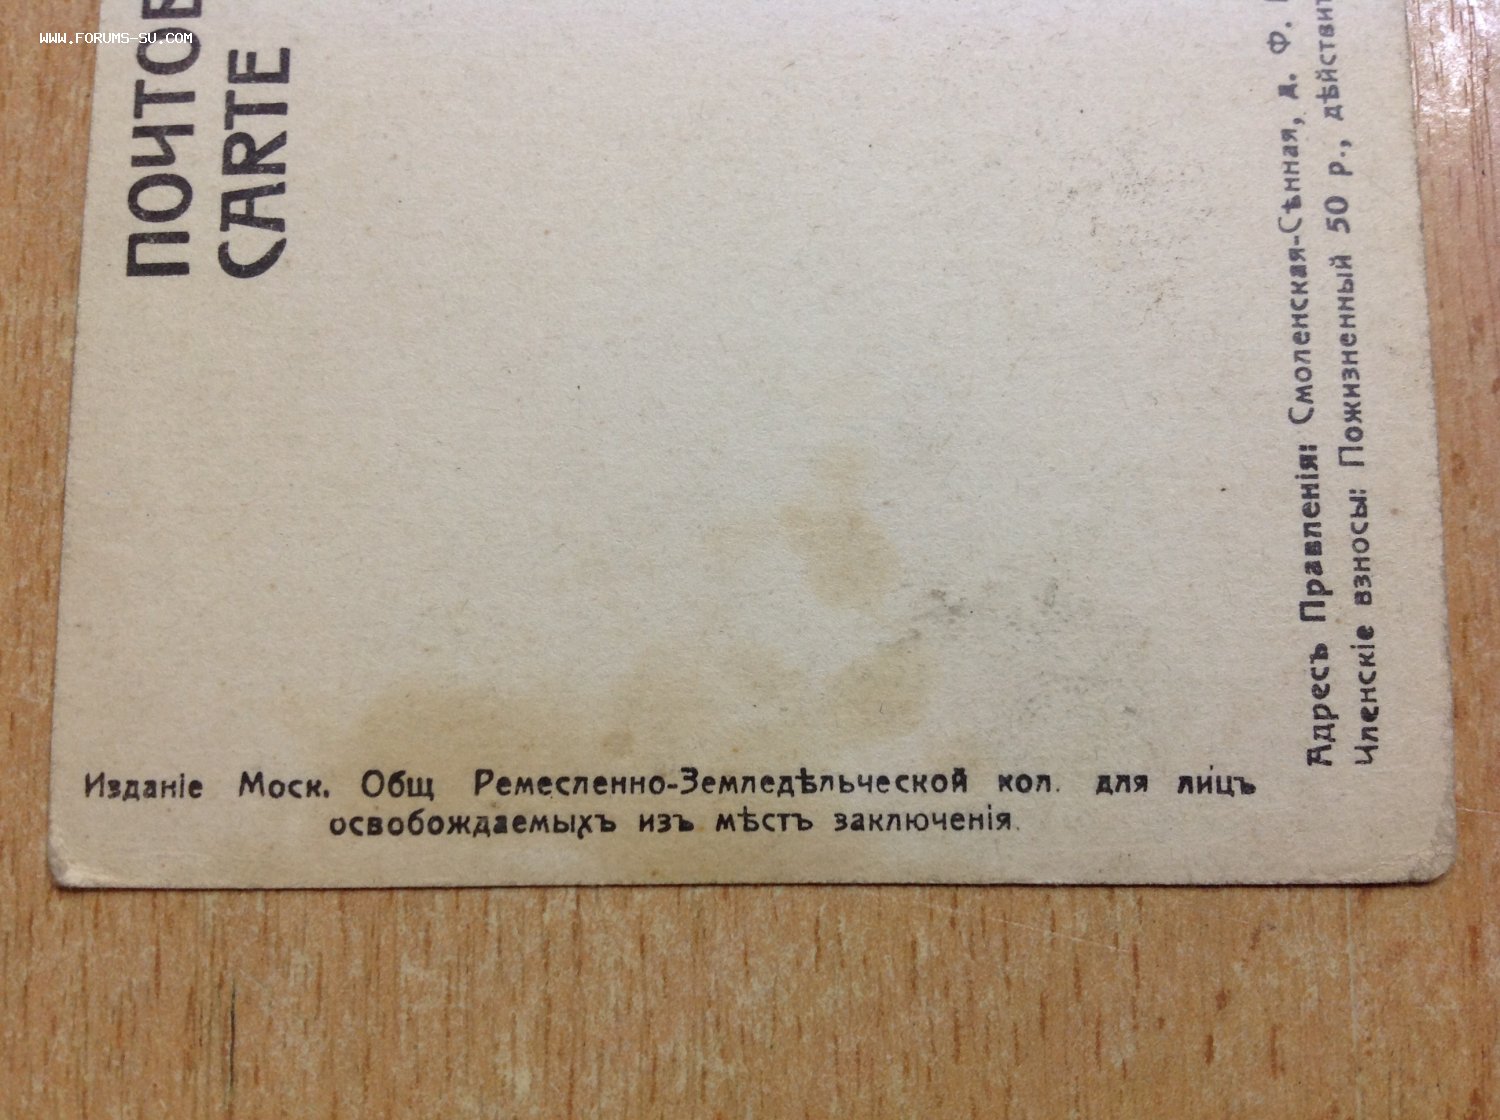 www.forums-su.com
ПОЧТОВ
CARTE
Адресъ Правленія: Смоленская-Сѣнная, д. Ф.
Членскіе взносы: Пожизненный 50 р., дѣйствит
Изданіе Моск. Общ Ремесленно-Земледѣльческой кол. для лицъ
освобождаемыхъ изъ мѣстъ заключенія.